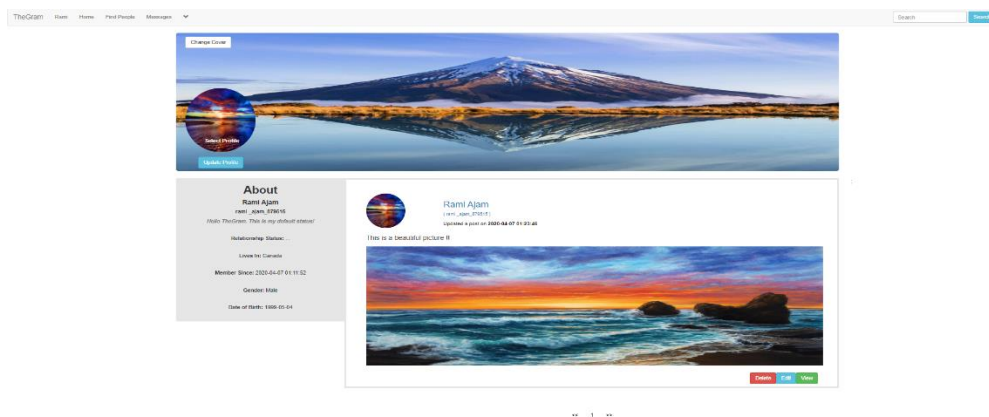 TheGram Rami Home Find People Messages
Search Search
Change Cover
Select Profile
Update Profile
About
Rami Ajam
rami_ajam_579515
Hello TheGram. This is my default status!
Relationship Status: ...
Lives In: Canada
Member Since: 2020-04-07 01:11:52
Gender: Male
Date of Birth: 1996-05-04
Rami Ajam
Updated a post on 2020-04-07 01:23:46
This is a beautiful picture !!
Delete Edit View
1